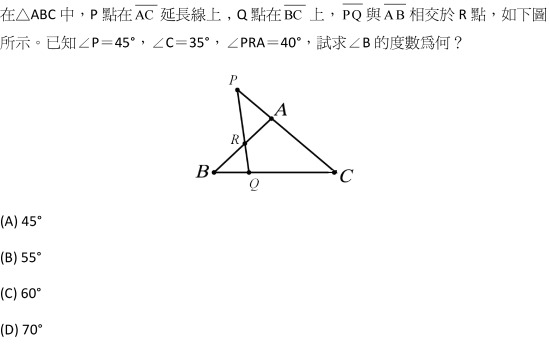 在△ABC 中，P 點在 AC 延長線上，Q 點在 BC 上， PQ 與 AB 相交於 R 點，如下圖
所示。已知∠P＝45°，∠C＝35°，∠PRA＝40°，試求∠B 的度數爲何？
P
A
R
B
Q
C
(A) 45°
(B) 55°
(C) 60°
(D) 70°